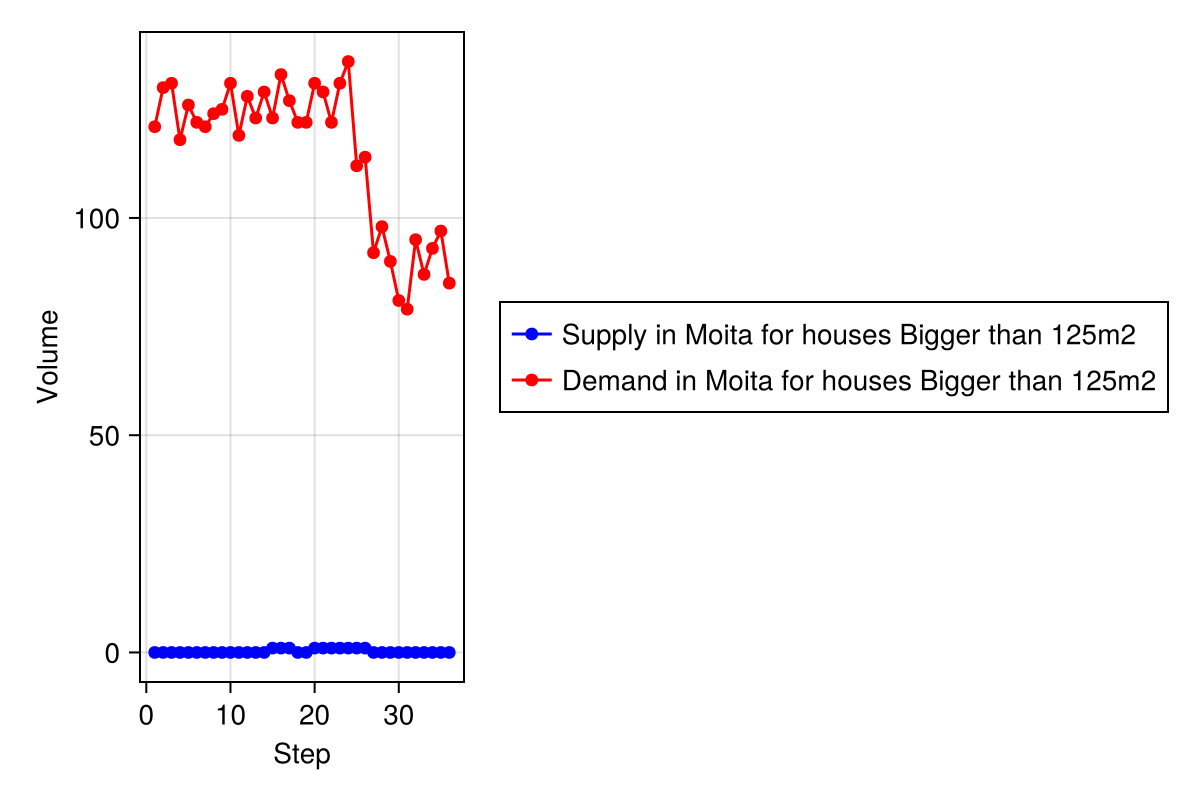 Volume
100
50
0
0 10 20 30
Step
Supply in Moita for houses Bigger than 125m2
Demand in Moita for houses Bigger than 125m2